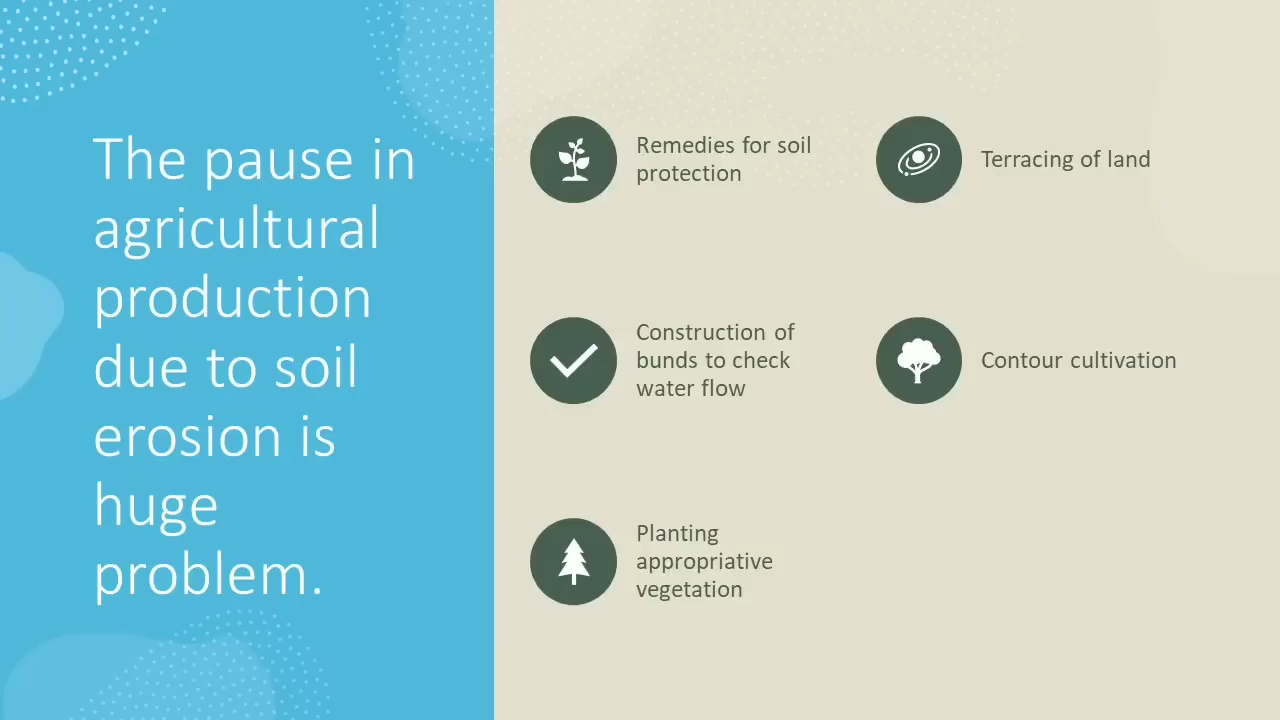 The pause in
agricultural
production
due to soil
erosion is
huge
problem.
Remedies for soil
protection
Terracing of land
Construction of
bunds to check
water flow
Contour cultivation
Planting
appropriative
vegetation